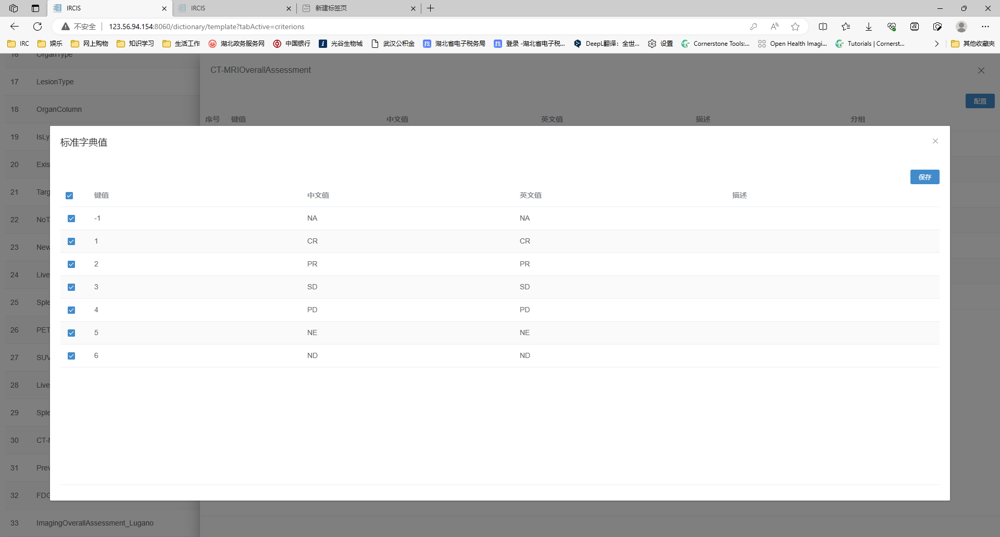 IRCIS
IRCIS
新建标签页
不安全
123.56.94.154:8060/dictionary/template?tabActive=criterions
IRC
娱乐
网上购物
知识学习
生活工作
湖北政务服务网
中国银行
光谷生物城
武汉公积金
湖北省电子税务局
登录 -湖北省电子税...
DeepL翻译：全世...
设置
Cornerstone Tools:...
Open Health Imagi...
Tutorials | Cornerst...
其他收藏夹
16 OrganType
17 LesionType
18 OrganColumn
19 IsLy
20 Exis
21 Targ
22 NoT
23 New
24 Live
25 Sple
26 PET
27 SUV
28 Live
29 Sple
30 CT-
31 Prev
32 FDG
33 ImagingOverallAssessment_Lugano
CT-MRIOverallAssessment
配置
序号 键值 中文值 英文值 描述 分组
标准字典值
保存
键值 中文值 英文值 描述
-1 NA NA
1 CR CR
2 PR PR
3 SD SD
4 PD PD
5 NE NE
6 ND ND